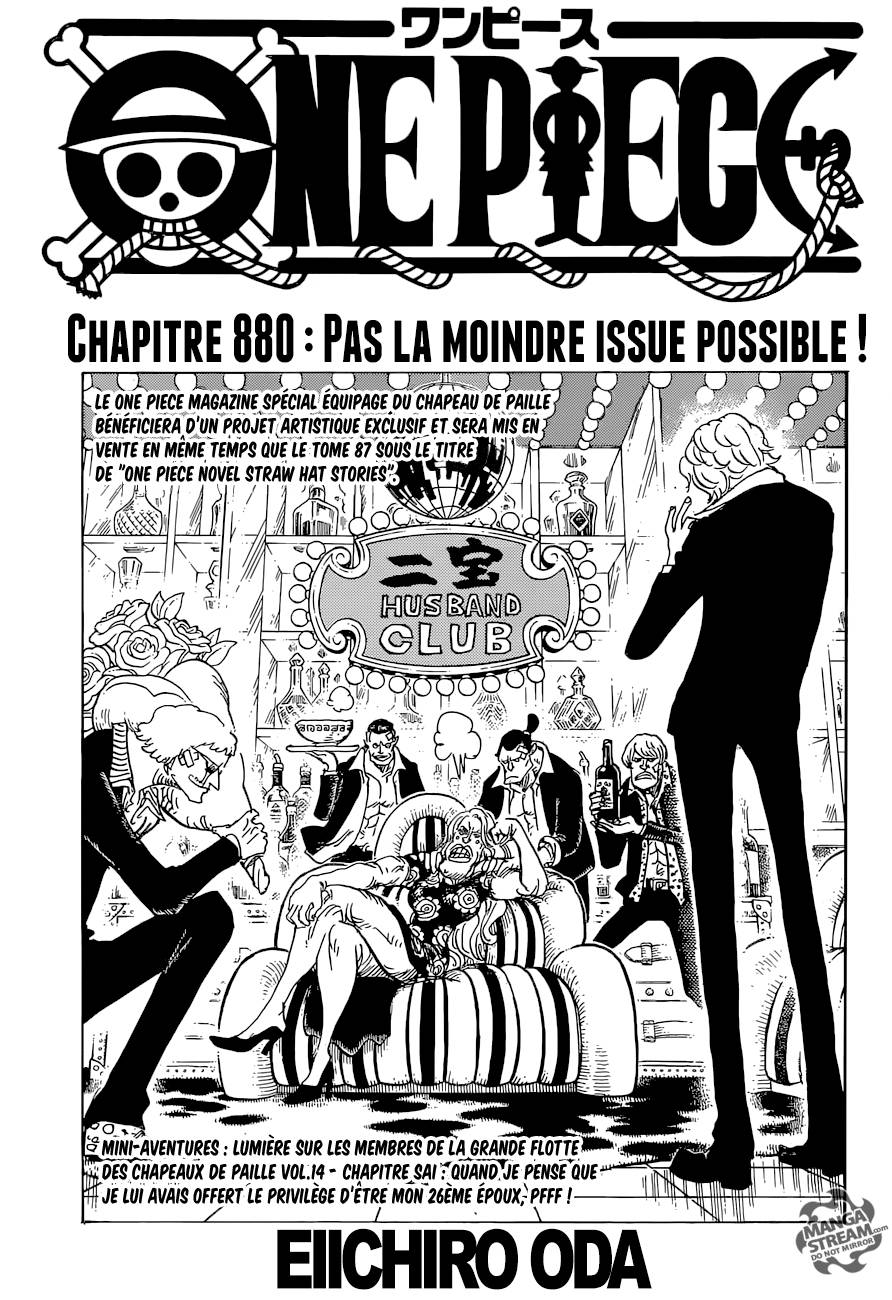 ワンピース
ONE PIECE
CHAPITRE 880 : PAS LA MOINDRE ISSUE POSSIBLE !
LE ONE PIECE MAGAZINE SPÉCIAL ÉQUIPAGE DU CHAPEAU DE PAILLE
BÉNÉFICIERA D'UN PROJET ARTISTIQUE EXCLUSIF ET SERA MIS EN
VENTE EN MÊME TEMPS QUE LE TOME 87 SOUS LE TITRE
DE "ONE PIECE NOVEL STRAW HAT STORIES".
二宝
HUSBAND
CLUB
MINI-AVENTURES : LUMIÈRE SUR LES MEMBRES DE LA GRANDE FLOTTE
DES CHAPEAUX DE PAILLE VOL.14 - CHAPITRE SAI : QUAND JE PENSE QUE
JE LUI AVAIS OFFERT LE PRIVILÈGE D'ÊTRE MON 26ÈME ÉPOUX, PFFF !
MANGA
STREAM.com
DO NOT MIRROR
EIICHIRO ODA